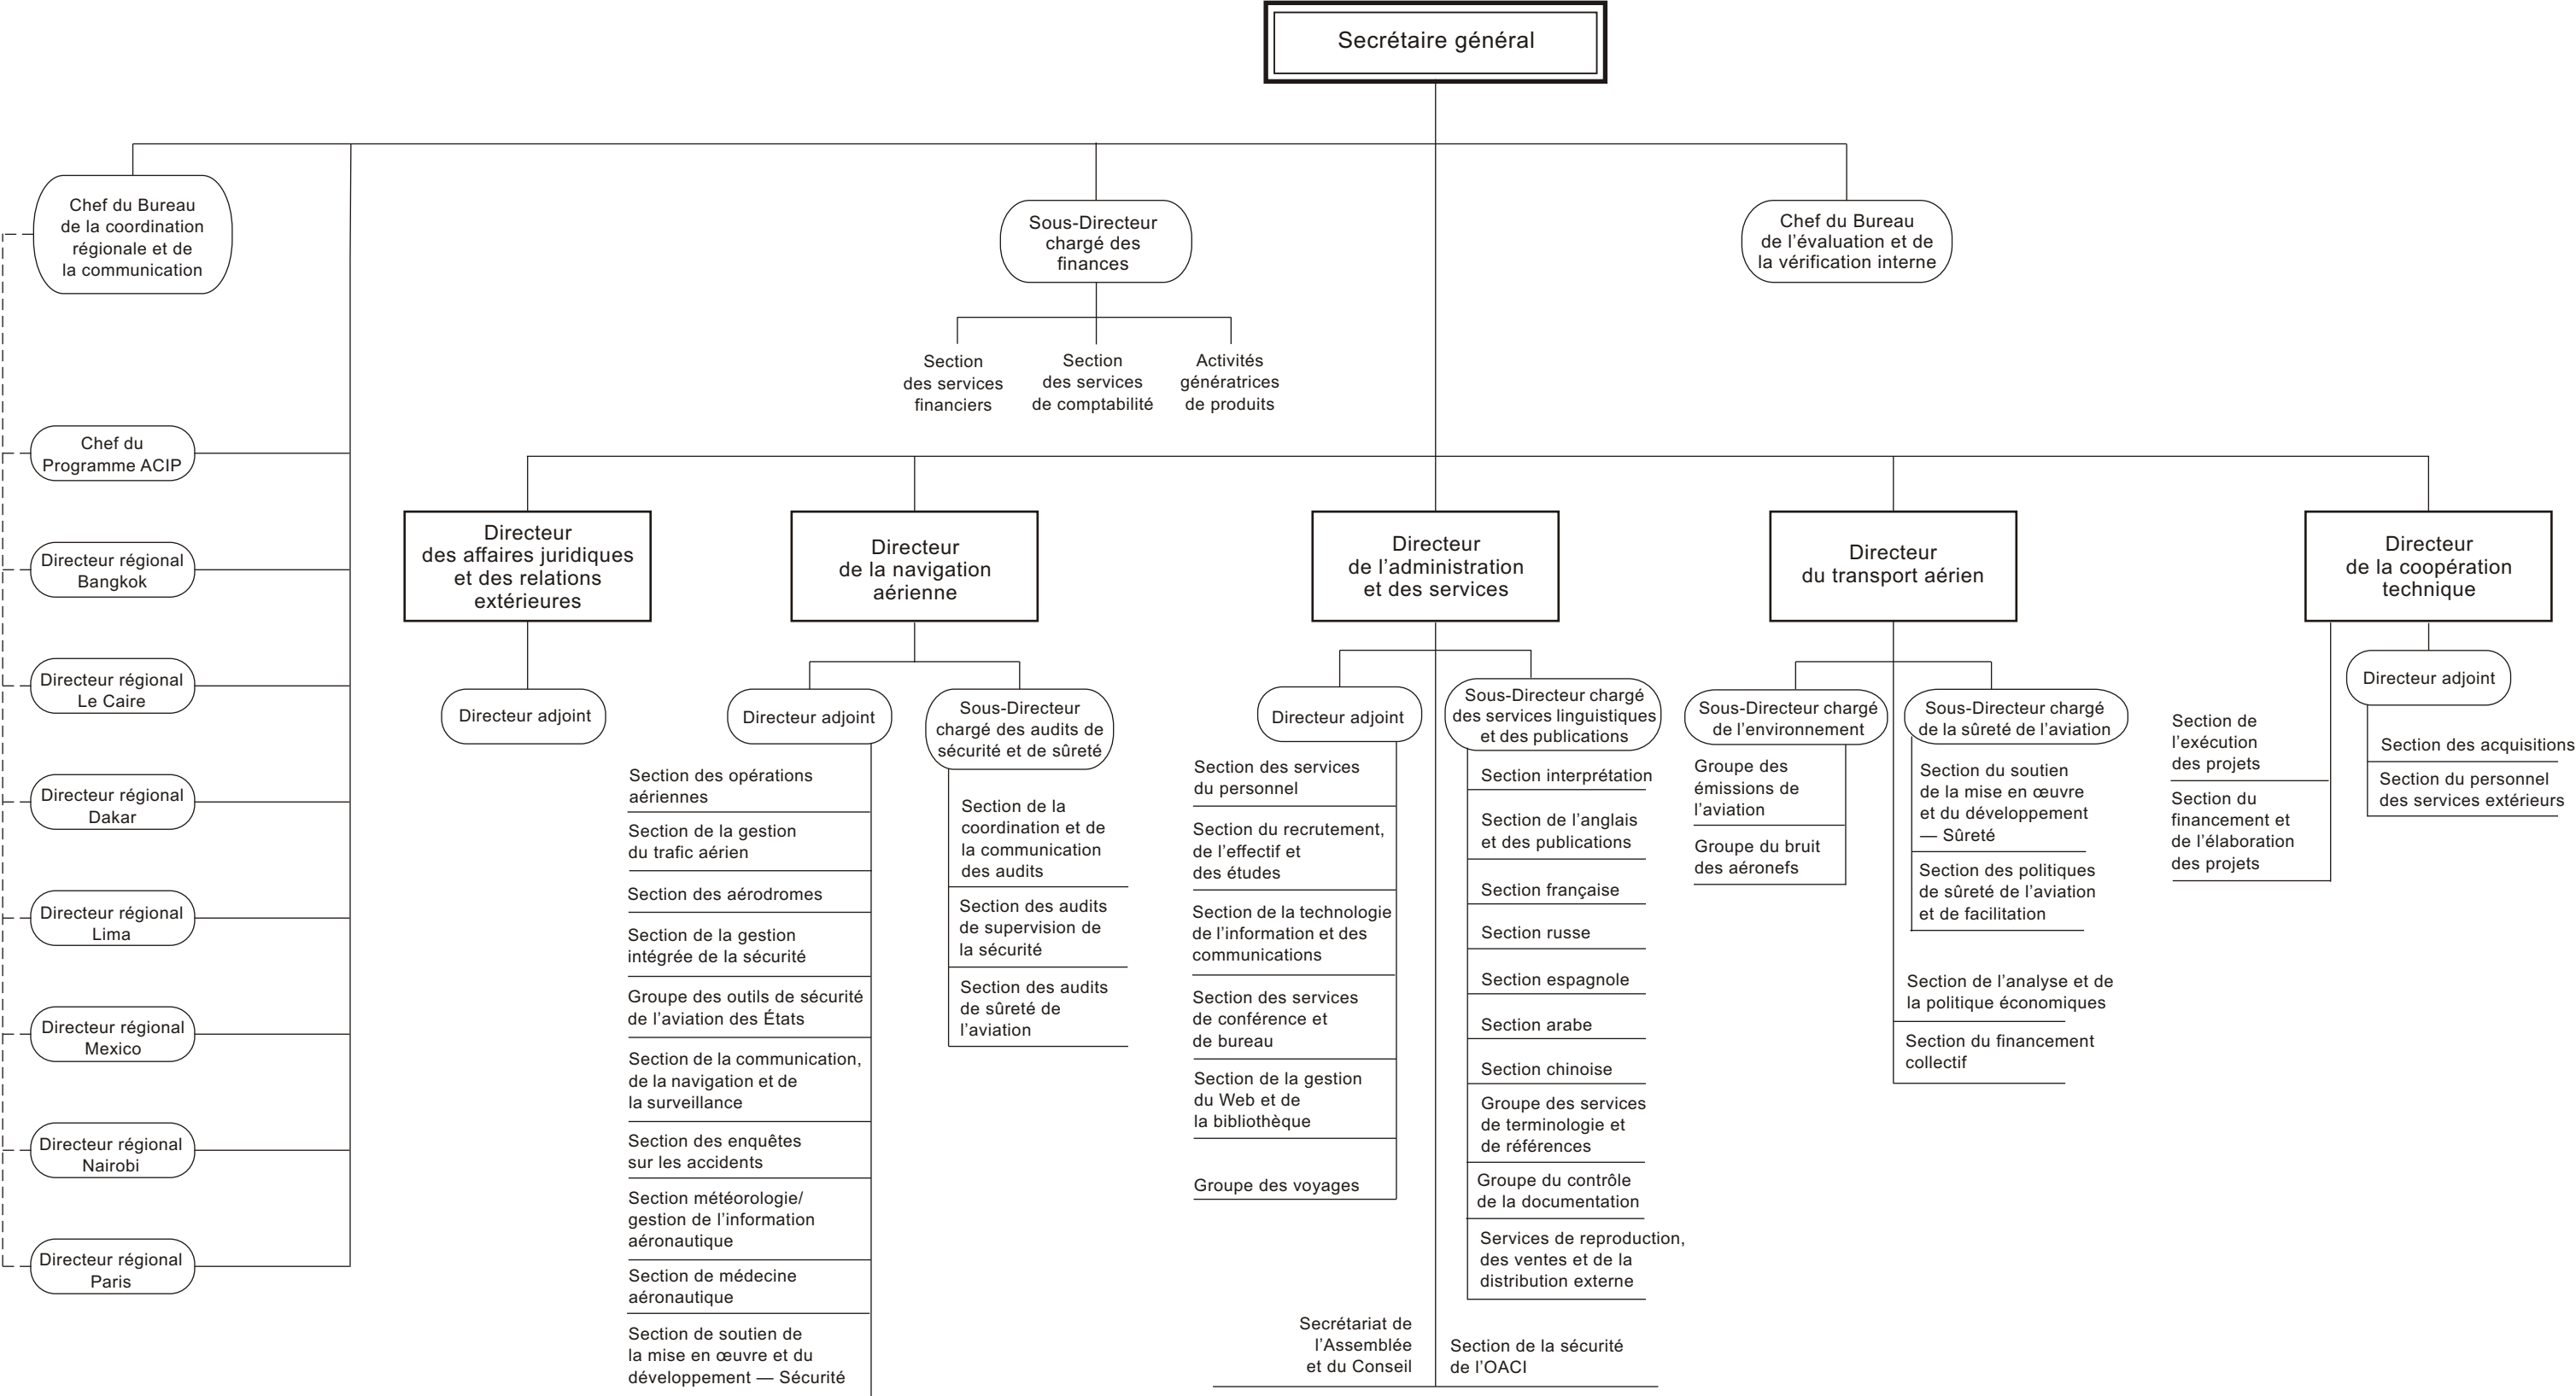 Secrétaire général
Chef du Bureau
de la coordination
régionale et de
la communication
Sous-Directeur
chargé des
finances
Chef du Bureau
de l’évaluation et de
la vérification interne
Section
des services
financiers
Section
des services
de comptabilité
Activités
génératrices
de produits
Chef du
Programme ACIP
Directeur régional
Bangkok
Directeur régional
Le Caire
Directeur régional
Dakar
Directeur régional
Lima
Directeur régional
Mexico
Directeur régional
Nairobi
Directeur régional
Paris
Directeur
des affaires juridiques
et des relations
extérieures
Directeur adjoint
Directeur
de la navigation
aérienne
Directeur adjoint
Section des opérations
aériennes
Section de la gestion
du trafic aérien
Section des aérodromes
Section de la gestion
intégrée de la sécurité
Groupe des outils de sécurité
de l’aviation des États
Section de la communication,
de la navigation et de
la surveillance
Section des enquêtes
sur les accidents
Section météorologie/
gestion de l’information
aéronautique
Section de médecine
aéronautique
Section de soutien de
la mise en œuvre et du
développement — Sécurité
Sous-Directeur
chargé des audits de
sécurité et de sûreté
Section de la
coordination et de
la communication
des audits
Section des audits
de supervision de
la sécurité
Section des audits
de sûreté de
l’aviation
Directeur
de l’administration
et des services
Directeur adjoint
Section des services
du personnel
Section du recrutement,
de l’effectif et
des études
Section de la technologie
de l’information et des
communications
Section des services
de conférence et
de bureau
Section de la gestion
du Web et de
la bibliothèque
Groupe des voyages
Sous-Directeur chargé
des services linguistiques
et des publications
Section interprétation
Section de l’anglais
et des publications
Section française
Section russe
Section espagnole
Section arabe
Section chinoise
Groupe des services
de terminologie et
de références
Groupe du contrôle
de la documentation
Services de reproduction,
des ventes et de la
distribution externe
Secrétariat de
l’Assemblée
et du Conseil
Section de la sécurité
de l’OACI
Directeur
du transport aérien
Sous-Directeur chargé
de l’environnement
Groupe des
émissions de
l’aviation
Groupe du bruit
des aéronefs
Sous-Directeur chargé
de la sûreté de l’aviation
Section du soutien
de la mise en œuvre
et du développement
— Sûreté
Section des politiques
de sûreté de l’aviation
et de facilitation
Section de l’analyse et de
la politique économiques
Section du financement
collectif
Directeur
de la coopération
technique
Directeur adjoint
Section des acquisitions
Section du personnel
des services extérieurs
Section de
l’exécution
des projets
Section du
financement et
de l’élaboration
des projets